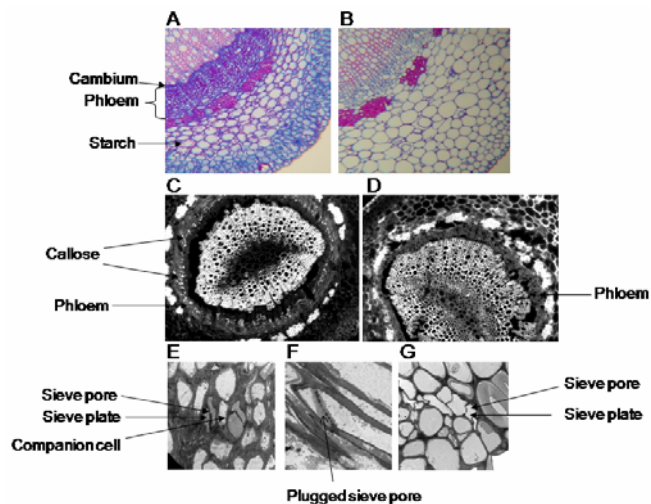 A
B
Cambium
Phloem
Starch
C
D
Callose
Phloem
Phloem
E
F
G
Sieve pore
Sieve plate
Companion cell
Sieve pore
Sieve plate
Plugged sieve pore